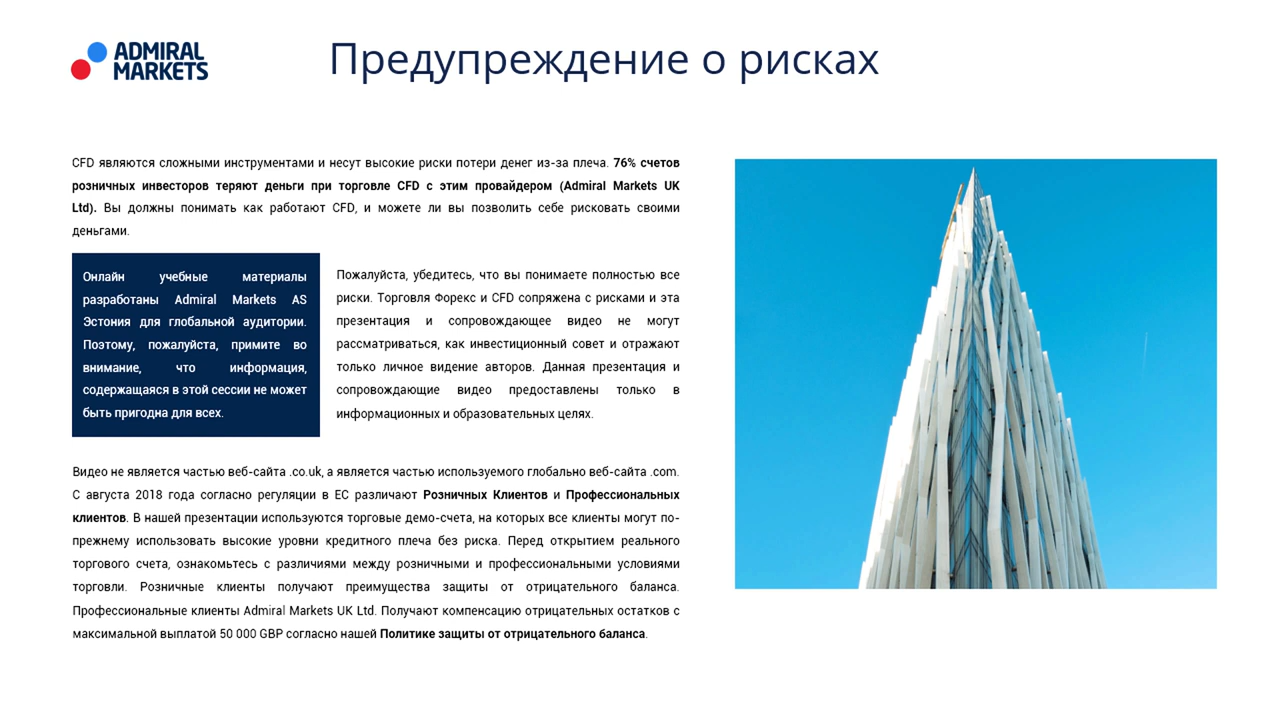 ADMIRAL
MARKETS
Предупреждение о рисках
CFD являются сложными инструментами и несут высокие риски потери денег из-за плеча. 76% счетов
розничных инвесторов теряют деньги при торговле CFD с этим провайдером (Admiral Markets UK
Ltd). Вы должны понимать как работают CFD, и можете ли вы позволить себе рисковать своими
деньгами.
Онлайн учебные материалы
разработаны Admiral Markets AS
Эстония для глобальной аудитории.
Поэтому, пожалуйста, примите во
внимание, что информация,
содержащаяся в этой сессии не может
быть пригодна для всех.
Пожалуйста, убедитесь, что вы понимаете полностью все
риски. Торговля Форекс и CFD сопряжена с рисками и эта
презентация и сопровождающее видео не могут
рассматриваться, как инвестиционный совет и отражают
только личное видение авторов. Данная презентация и
сопровождающие видео предоставлены только в
информационных и образовательных целях.
Видео не является частью веб-сайта .co.uk, а является частью используемого глобально веб-сайта .com.
С августа 2018 года согласно регуляции в ЕС различают Розничных Клиентов и Профессиональных
клиентов. В нашей презентации используются торговые демо-счета, на которых все клиенты могут по-
прежнему использовать высокие уровни кредитного плеча без риска. Перед открытием реального
торгового счета, ознакомьтесь с различиями между розничными и профессиональными условиями
торговли. Розничные клиенты получают преимущества защиты от отрицательного баланса.
Профессиональные клиенты Admiral Markets UK Ltd. Получают компенсацию отрицательных остатков с
максимальной выплатой 50 000 GBP согласно нашей Политике защиты от отрицательного баланса.